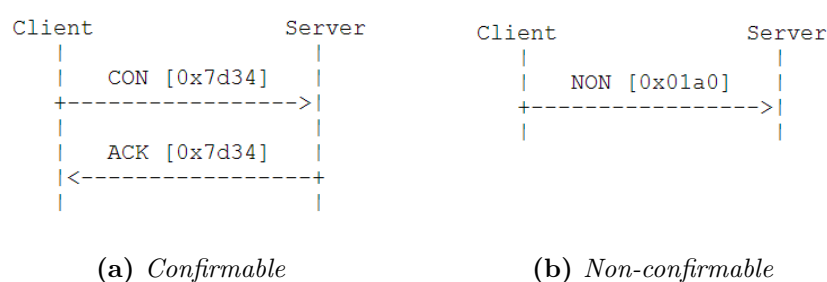 Client Server
CON [0x7d34]
ACK [0x7d34]
(a) Confirmable
Client Server
NON [0x01a0]
(b) Non-confirmable